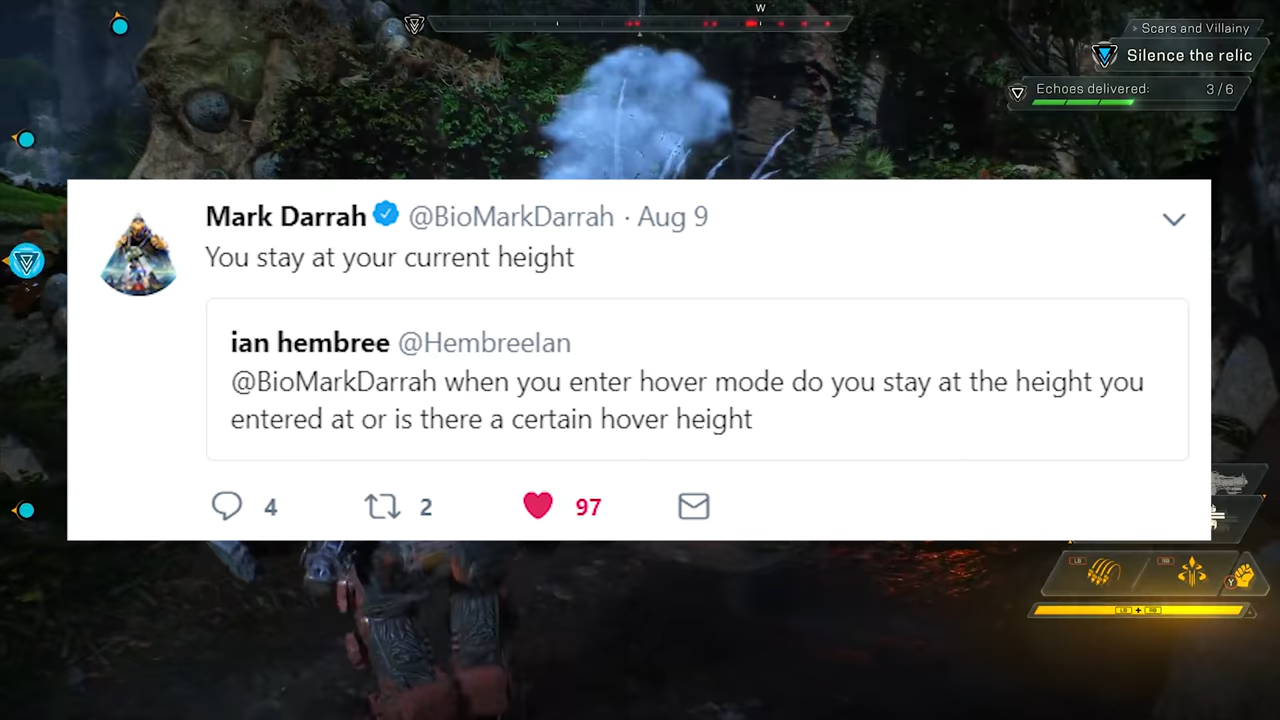 W
> Scars and Villainy
Silence the relic
Echoes delivered: 3/6
Mark Darrah @BioMarkDarrah · Aug 9
You stay at your current height
ian hembree @HembreeIan
@BioMarkDarrah when you enter hover mode do you stay at the height you
entered at or is there a certain hover height
4 2 97
LB RB Y
LB + RB